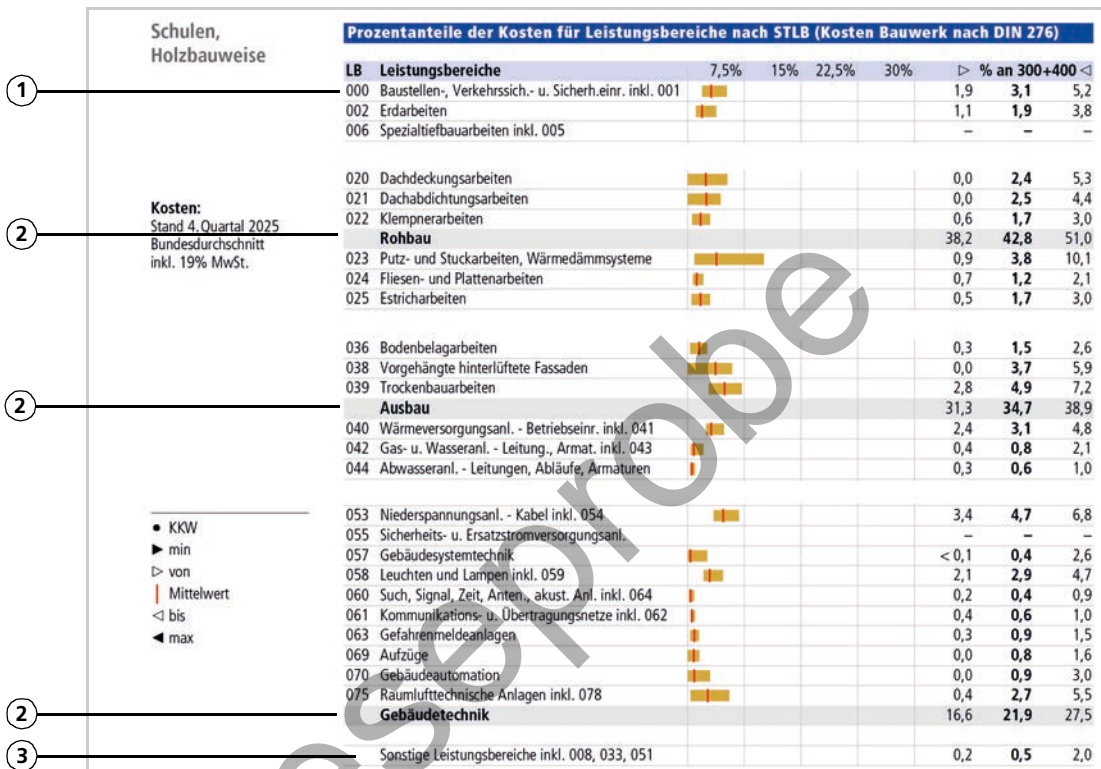 Schulen,
Holzbauweise
Prozentanteile der Kosten für Leistungsbereiche nach STLB (Kosten Bauwerk nach DIN 276)
LB Leistungsbereiche 7,5% 15% 22,5% 30% ▷ % an 300+400 ◁
1 000 Baustellen-, Verkehrssich.- u. Sicherh.einr. inkl. 001 1,9 3,1 5,2
002 Erdarbeiten 1,1 1,9 3,8
006 Spezialtiefbauarbeiten inkl. 005 – – –
020 Dachdeckungsarbeiten 0,0 2,4 5,3
021 Dachabdichtungsarbeiten 0,0 2,5 4,4
022 Klempnerarbeiten 0,6 1,7 3,0
Kosten:
Stand 4. Quartal 2025
Bundesdurchschnitt
inkl. 19% MwSt.
2 Rohbau 38,2 42,8 51,0
023 Putz- und Stuckarbeiten, Wärmedämmsysteme 0,9 3,8 10,1
024 Fliesen- und Plattenarbeiten 0,7 1,2 2,1
025 Estricharbeiten 0,5 1,7 3,0
036 Bodenbelagarbeiten 0,3 1,5 2,6
038 Vorgehängte hinterlüftete Fassaden 0,0 3,7 5,9
039 Trockenbauarbeiten 2,8 4,9 7,2
2 Ausbau 31,3 34,7 38,9
040 Wärmeversorgungsanl. - Betriebseinr. inkl. 041 2,4 3,1 4,8
042 Gas- u. Wasseranl. - Leitung., Armat. inkl. 043 0,4 0,8 2,1
044 Abwasseranl. - Leitungen, Abläufe, Armaturen 0,3 0,6 1,0
053 Niederspannungsanl. - Kabel inkl. 054 3,4 4,7 6,8
055 Sicherheits- u. Ersatzstromversorgungsanl. – – –
057 Gebäudesystemtechnik < 0,1 0,4 2,6
058 Leuchten und Lampen inkl. 059 2,1 2,9 4,7
060 Such, Signal, Zeit, Anten., akust. Anl. inkl. 064 0,2 0,4 0,9
061 Kommunikations- u. Übertragungsnetze inkl. 062 0,4 0,6 1,0
063 Gefahrenmeldeanlagen 0,3 0,9 1,5
069 Aufzüge 0,0 0,8 1,6
070 Gebäudeautomation 0,0 0,9 3,0
075 Raumlufttechnische Anlagen inkl. 078 0,4 2,7 5,5
● KKW
▶ min
▷ von
| Mittelwert
◁ bis
◀ max
2 Gebäudetechnik 16,6 21,9 27,5
3 Sonstige Leistungsbereiche inkl. 008, 033, 051 0,2 0,5 2,0
eseprobe